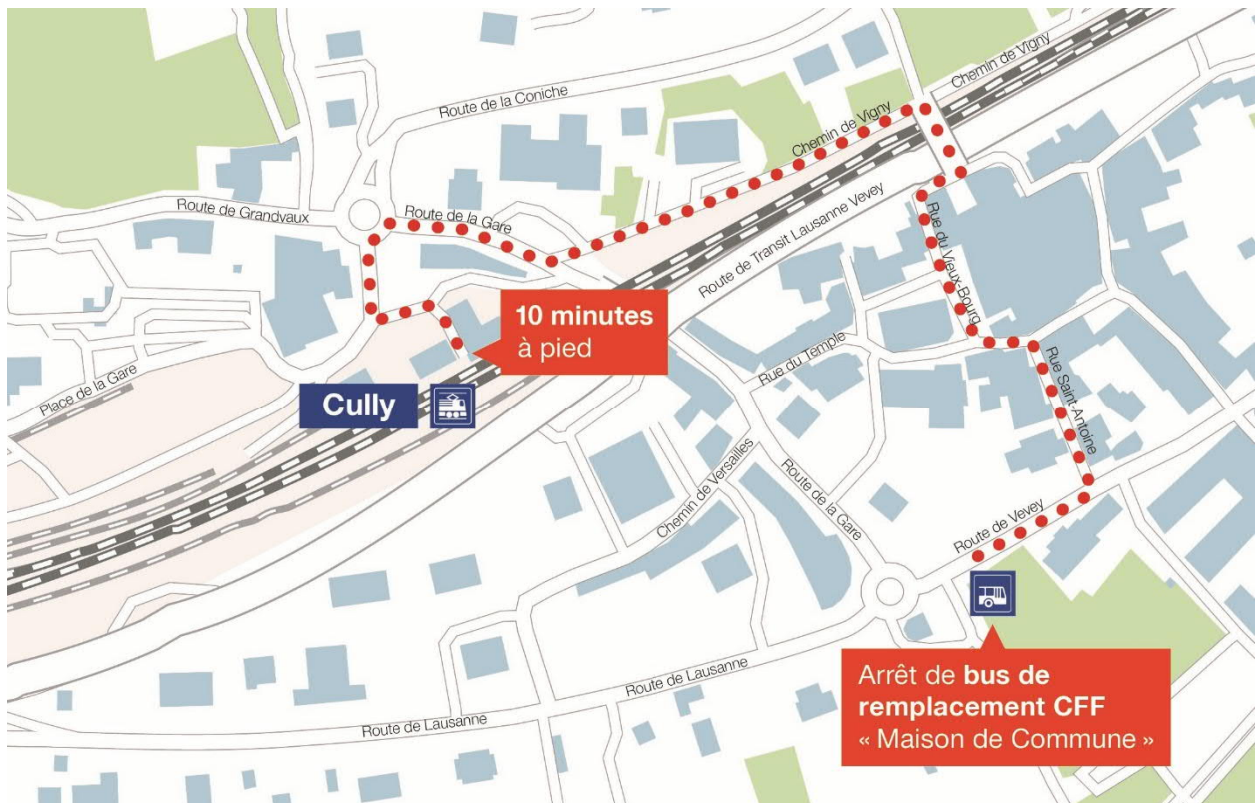 Chemin de Vigny
Route de la Coniche
Chemin de Vigny
Route de Grandvaux
Route de la Gare
Route de Transit Lausanne Vevey
Rue du Vieux-Bourg
10 minutes
à pied
Rue du Temple
Rue Saint-Antoine
Place de la Gare
Cully
Chemin de Versailles
Route de la Gare
Route de Vevey
Route de Lausanne
Route de Lausanne
Arrêt de bus de
remplacement CFF
« Maison de Commune »